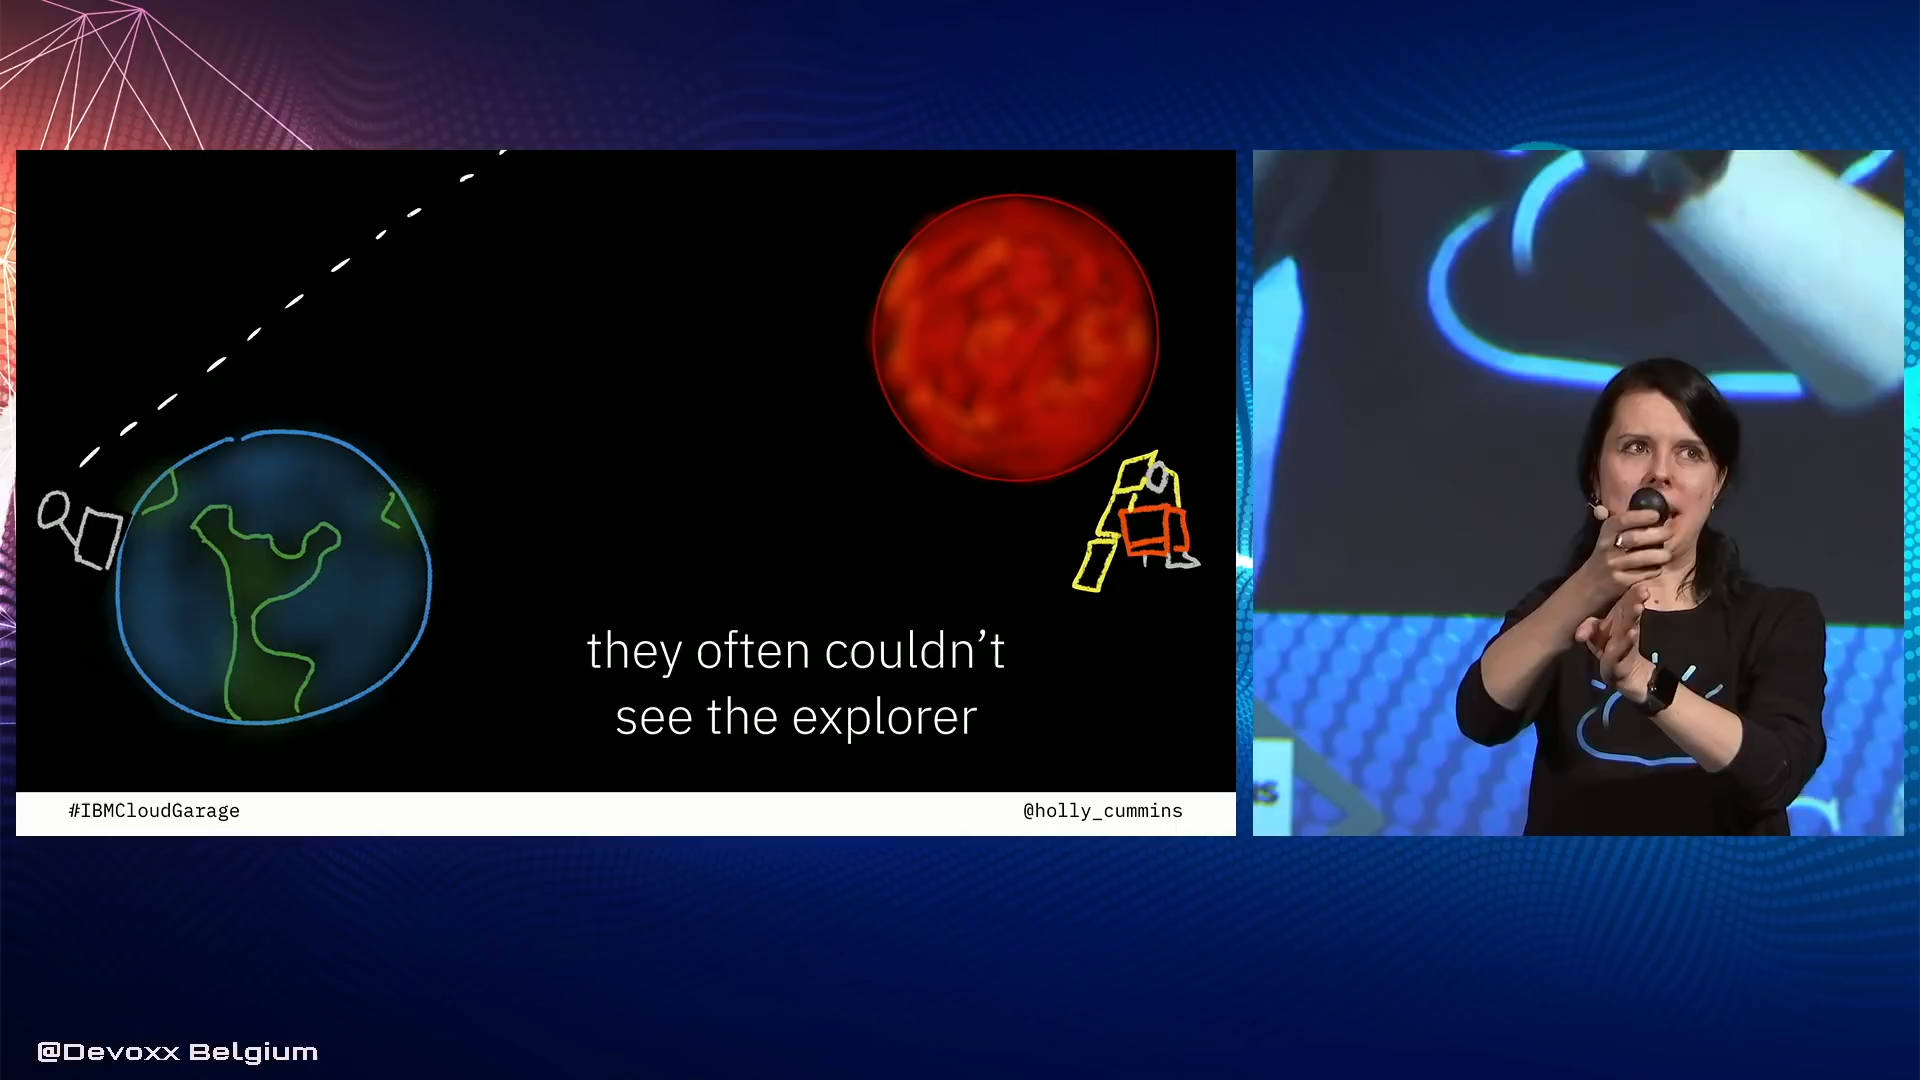 they often couldn’t
see the explorer
#IBMCloudGarage
@holly_cummins
@Devoxx Belgium